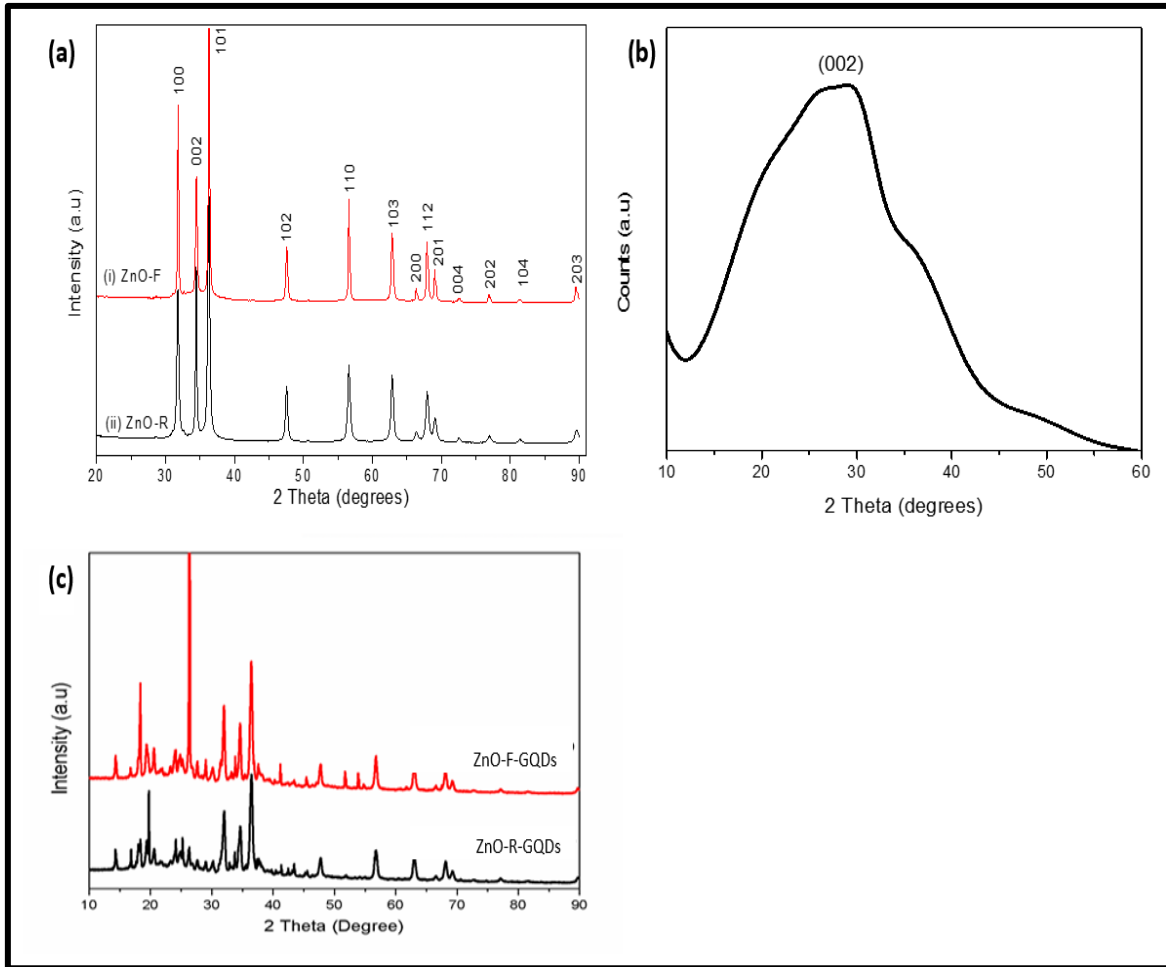 (a)
Intensity (a.u)
100
002
101
102
110
103
200
112
201
004
202
104
203
(i) ZnO-F
(ii) ZnO-R
20 30 40 50 60 70 80 90
2 Theta (degrees)
(b)
(002)
Counts (a.u)
10 20 30 40 50 60
2 Theta (degrees)
(c)
Intensity (a.u)
ZnO-F-GQDs
ZnO-R-GQDs
10 20 30 40 50 60 70 80 90
2 Theta (Degree)